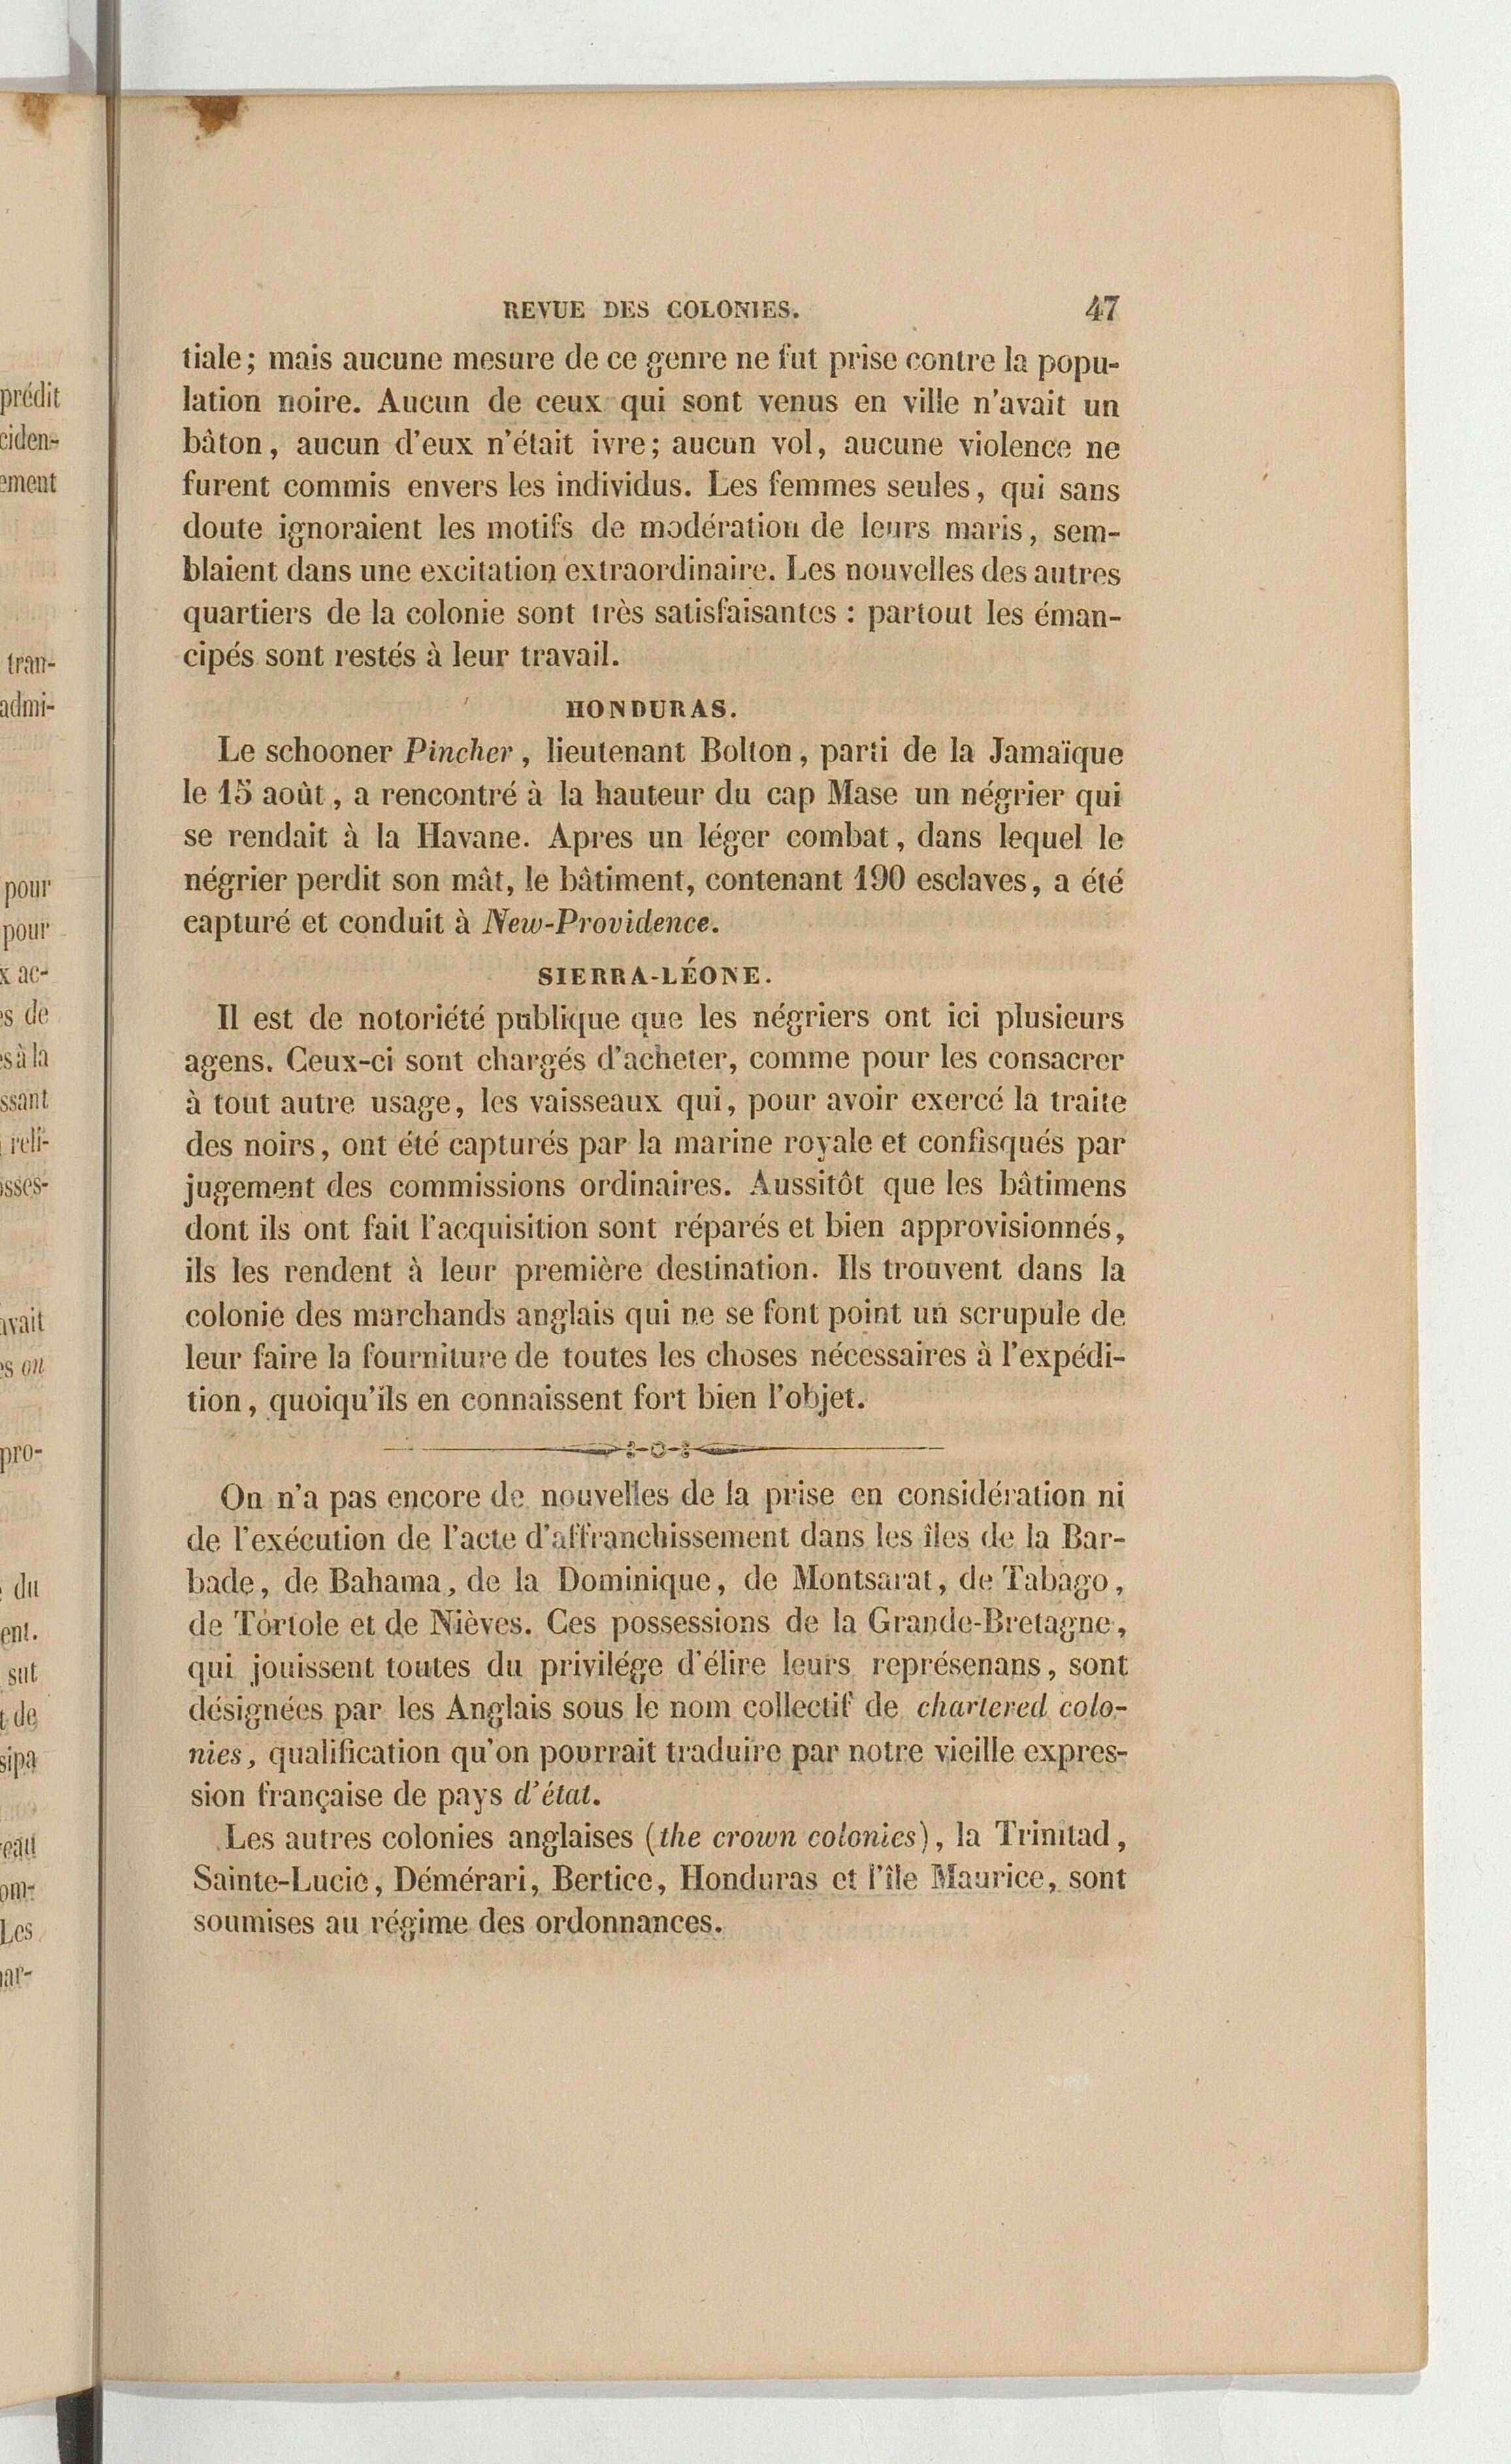 REVUE DES COLONIES. 47
tiale; mais aucune mesure de ce genre ne fut prise contre la popu-
lation noire. Aucun de ceux qui sont venus en ville n'avait un
bâton, aucun d'eux n'était ivre; aucun vol, aucune violence ne
furent commis envers les individus. Les femmes seules, qui sans
doute ignoraient les motifs de modération de leurs maris, sem-
blaient dans une excitation extraordinaire. Les nouvelles des autres
quartiers de la colonie sont très satisfaisantes : partout les éman-
cipés sont restés à leur travail.
HONDURAS.
Le schooner Pincher, lieutenant Bolton, parti de la Jamaïque
le 15 août, a rencontré à la hauteur du cap Mase un négrier qui
se rendait à la Havane. Apres un léger combat, dans lequel le
négrier perdit son mât, le bâtiment, contenant 190 esclaves, a été
capturé et conduit à New-Providence.
SIERRA-LÉONE.
Il est de notoriété publique que les négriers ont ici plusieurs
agens. Ceux-ci sont chargés d'acheter, comme pour les consacrer
à tout autre usage, les vaisseaux qui, pour avoir exercé la traite
des noirs, ont été capturés par la marine royale et confisqués par
jugement des commissions ordinaires. Aussitôt que les bâtimens
dont ils ont fait l'acquisition sont réparés et bien approvisionnés,
ils les rendent à leur première destination. Ils trouvent dans la
colonie des marchands anglais qui ne se font point un scrupule de
leur faire la fourniture de toutes les choses nécessaires à l'expédi-
tion, quoiqu'ils en connaissent fort bien l'objet.
On n'a pas encore de nouvelles de la prise en considération ni
de l'exécution de l'acte d'affranchissement dans les îles de la Bar-
bade, de Bahama, de la Dominique, de Montsarat, de Tabago,
de Tortole et de Nièves. Ces possessions de la Grande-Bretagne,
qui jouissent toutes du privilége d'élire leurs représenans, sont
désignées par les Anglais sous le nom collectif de chartered colo-
nies, qualification qu'on pourrait traduire par notre vieille expres-
sion française de pays d'état.
Les autres colonies anglaises (the crown colonies), la Trinitad,
Sainte-Lucie, Démérari, Bertice, Honduras et l'île Maurice, sont
soumises au régime des ordonnances.